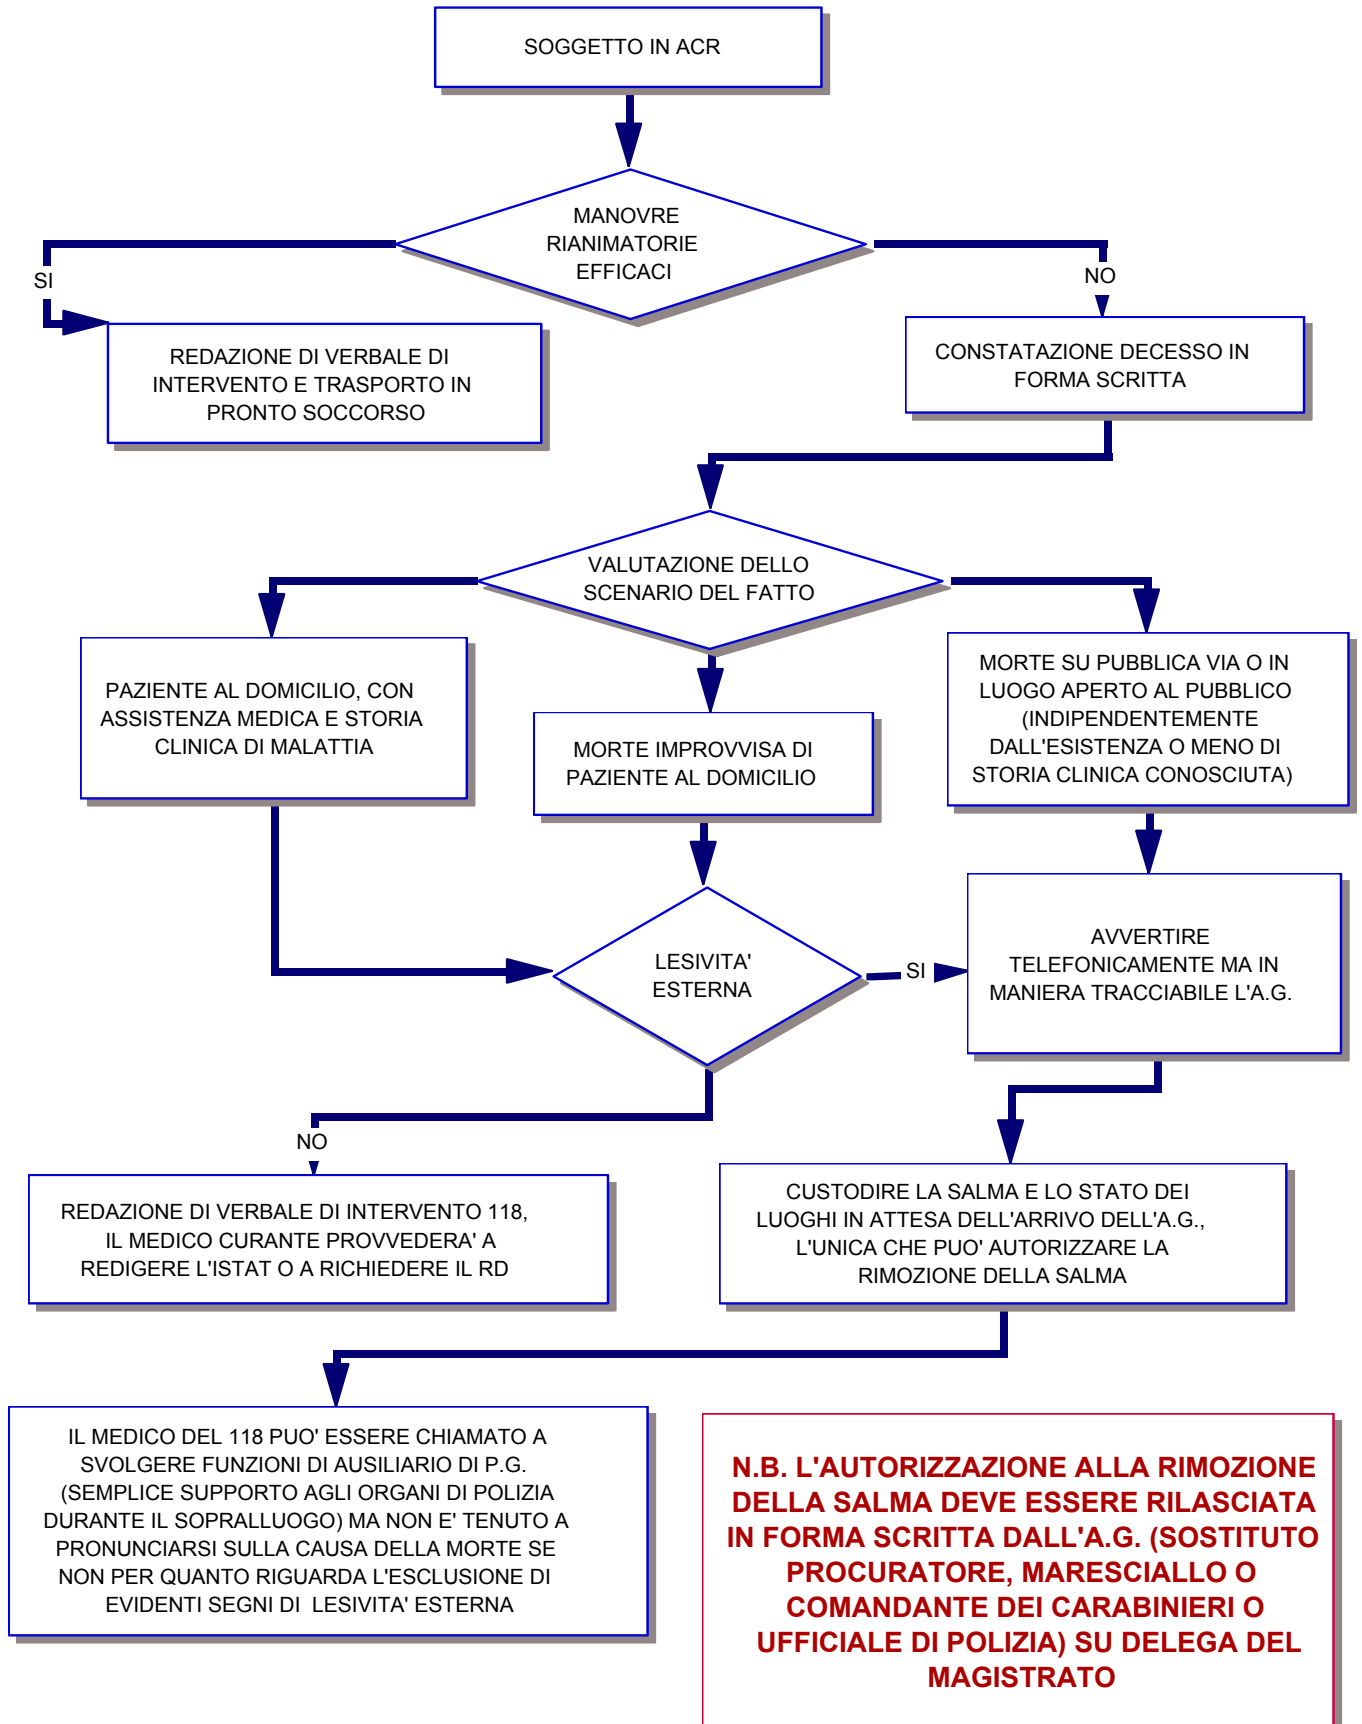 SOGGETTO IN ACR
MANOVRE
RIANIMATORIE
EFFICACI
SI
NO
REDAZIONE DI VERBALE DI
INTERVENTO E TRASPORTO IN
PRONTO SOCCORSO
CONSTATAZIONE DECESSO IN
FORMA SCRITTA
VALUTAZIONE DELLO
SCENARIO DEL FATTO
PAZIENTE AL DOMICILIO, CON
ASSISTENZA MEDICA E STORIA
CLINICA DI MALATTIA
MORTE IMPROVVISA DI
PAZIENTE AL DOMICILIO
MORTE SU PUBBLICA VIA O IN
LUOGO APERTO AL PUBBLICO
(INDIPENDENTEMENTE
DALL'ESISTENZA O MENO DI
STORIA CLINICA CONOSCIUTA)
LESIVITA'
ESTERNA
SI
AVVERTIRE
TELEFONICAMENTE MA IN
MANIERA TRACCIABILE L'A.G.
NO
REDAZIONE DI VERBALE DI INTERVENTO 118,
IL MEDICO CURANTE PROVVEDERA' A
REDIGERE L'ISTAT O A RICHIEDERE IL RD
CUSTODIRE LA SALMA E LO STATO DEI
LUOGHI IN ATTESA DELL'ARRIVO DELL'A.G.,
L'UNICA CHE PUO' AUTORIZZARE LA
RIMOZIONE DELLA SALMA
IL MEDICO DEL 118 PUO' ESSERE CHIAMATO A
SVOLGERE FUNZIONI DI AUSILIARIO DI P.G.
(SEMPLICE SUPPORTO AGLI ORGANI DI POLIZIA
DURANTE IL SOPRALLUOGO) MA NON E' TENUTO A
PRONUNCIARSI SULLA CAUSA DELLA MORTE SE
NON PER QUANTO RIGUARDA L'ESCLUSIONE DI
EVIDENTI SEGNI DI LESIVITA' ESTERNA
N.B. L'AUTORIZZAZIONE ALLA RIMOZIONE
DELLA SALMA DEVE ESSERE RILASCIATA
IN FORMA SCRITTA DALL'A.G. (SOSTITUTO
PROCURATORE, MARESCIALLO O
COMANDANTE DEI CARABINIERI O
UFFICIALE DI POLIZIA) SU DELEGA DEL
MAGISTRATO